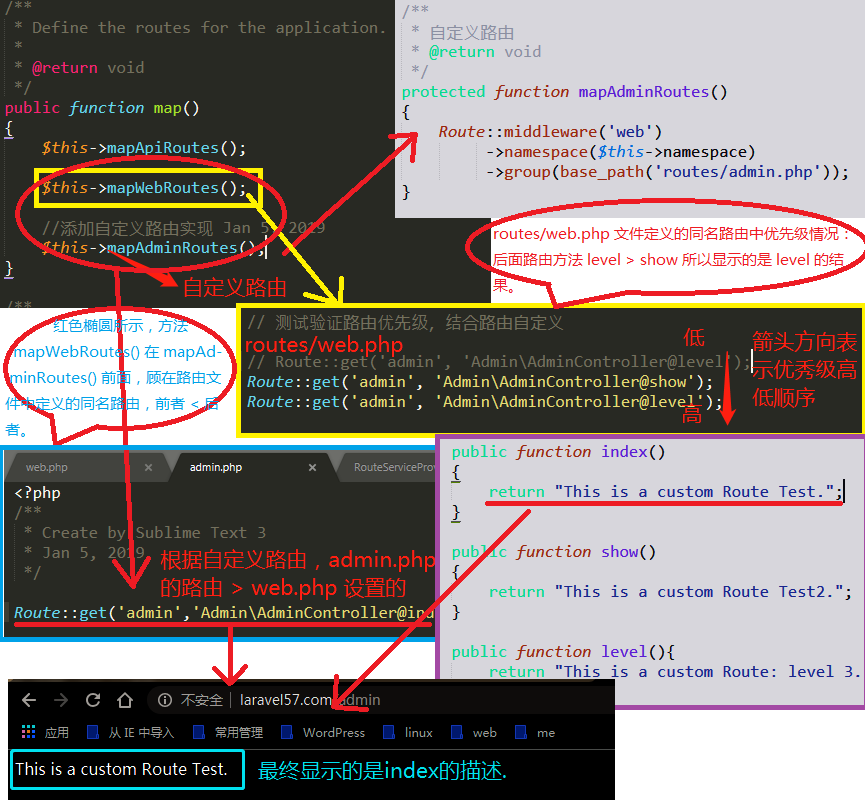 /**
 * Define the routes for the application.
 *
 * @return void
 */
public function map()
{
    $this->mapApiRoutes();
    $this->mapWebRoutes();
    //添加自定义路由实现 Jan 5, 2019
    $this->mapAdminRoutes();
}
/**
自定义路由
/**
 * 自定义路由
 * @return void
 */
protected function mapAdminRoutes()
{
    Route::middleware('web')
         ->namespace($this->namespace)
         ->group(base_path('routes/admin.php'));
}
routes/web.php 文件定义的同名路由中优先级情况：
后面路由方法 level > show 所以显示的是 level 的结
果。
红色椭圆所示，方法
mapWebRoutes() 在 mapAd-
minRoutes() 前面，顾在路由文
件中定义的同名路由，前者 < 后
者。
// 测试验证路由优先级，结合路由自定义
routes/web.php
// Route::get('admin', 'Admin\AdminController@level');
Route::get('admin', 'Admin\AdminController@show');
Route::get('admin', 'Admin\AdminController@level');
低
高
箭头方向表
示优秀级高
低顺序
web.php × admin.php × RouteServiceProv
<?php
/**
 * Create by Sublime Text 3
 * Jan 5, 2019
 */
根据自定义路由，admin.php
的路由 > web.php 设置的
Route::get('admin','Admin\AdminController@ind
public function index()
{
    return "This is a custom Route Test.";
}
public function show()
{
    return "This is a custom Route Test2.";
}
public function level(){
    return "This is a custom Route: level 3.
不安全 | laravel57.com/admin
应用 从 IE 中导入 常用管理 WordPress linux web me
This is a custom Route Test.
最终显示的是index的描述.